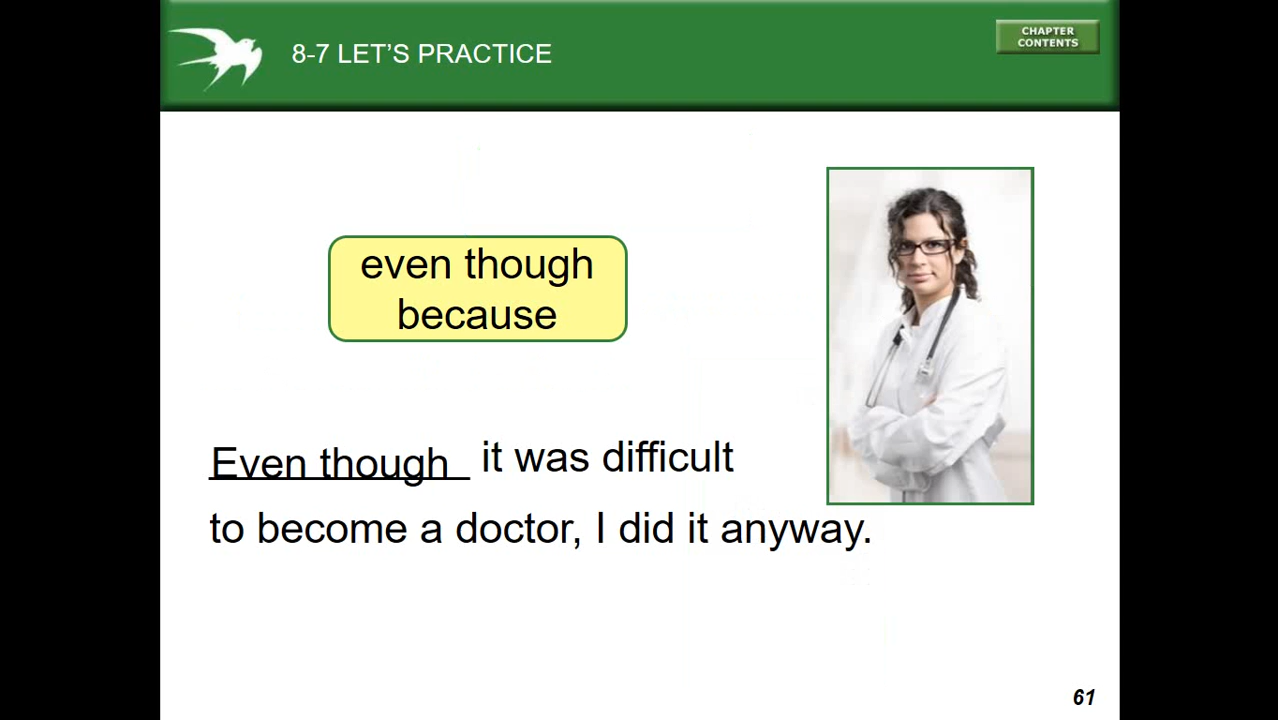 8-7 LET’S PRACTICE
CHAPTER
CONTENTS
even though
because
Even though it was difficult
to become a doctor, I did it anyway.
61